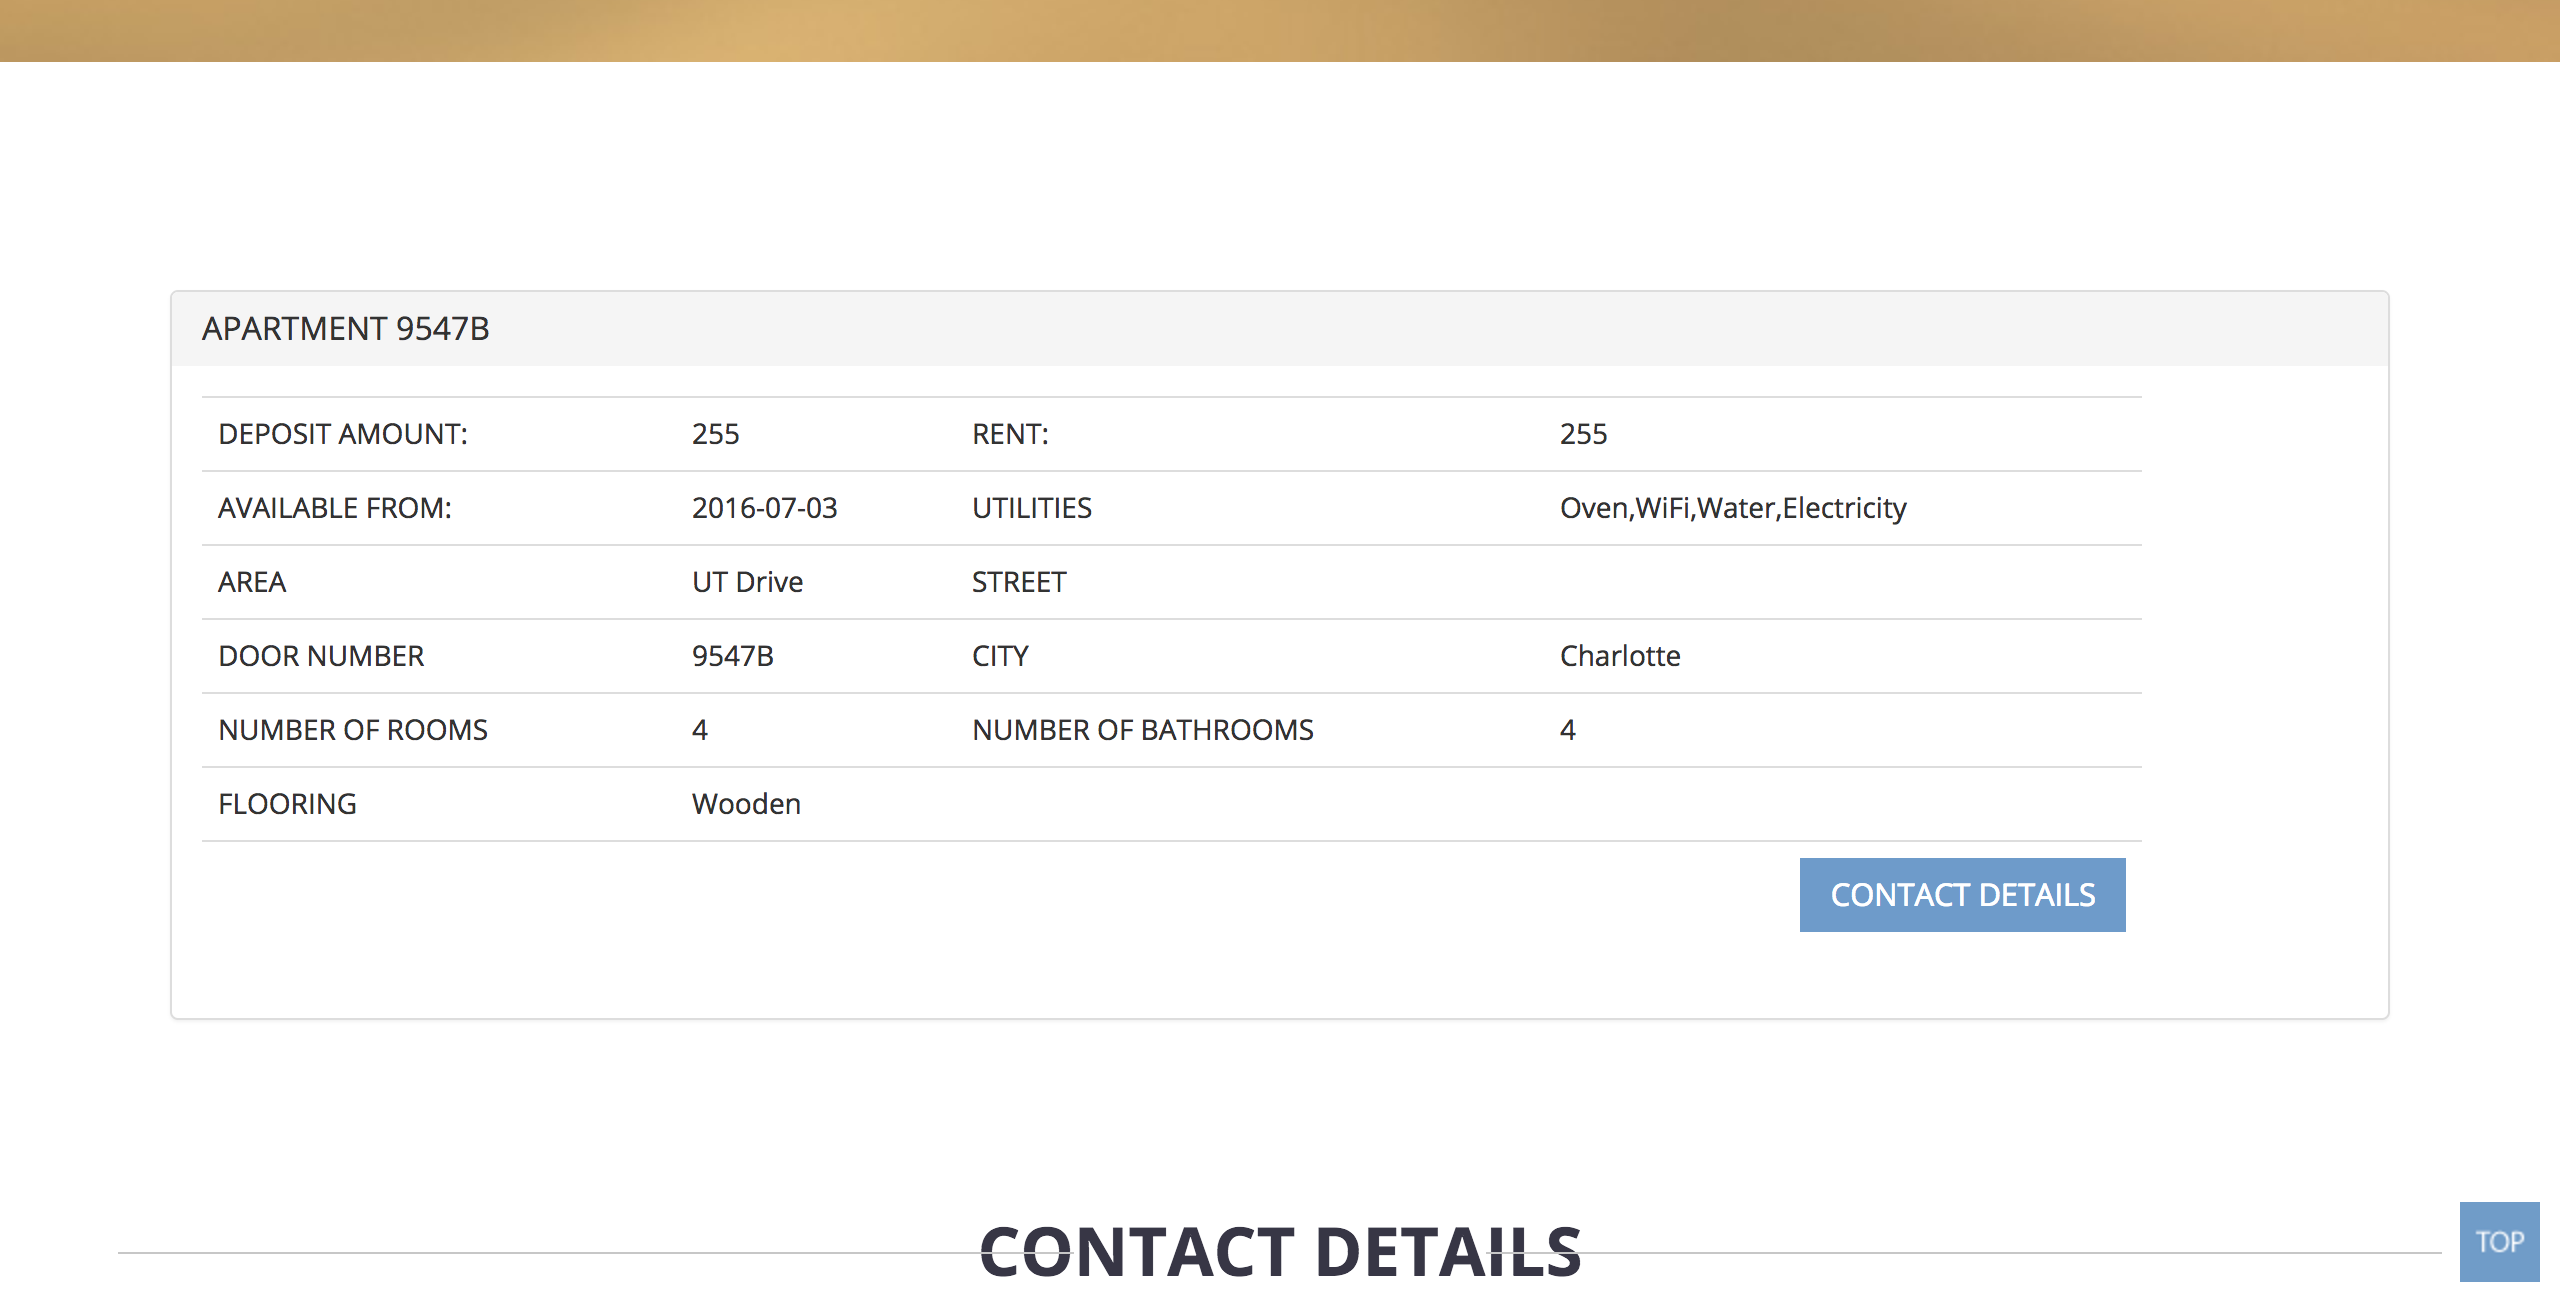 APARTMENT 9547B
DEPOSIT AMOUNT: 255 RENT: 255
AVAILABLE FROM: 2016-07-03 UTILITIES Oven,WiFi,Water,Electricity
AREA UT Drive STREET
DOOR NUMBER 9547B CITY Charlotte
NUMBER OF ROOMS 4 NUMBER OF BATHROOMS 4
FLOORING Wooden
CONTACT DETAILS
CONTACT DETAILS
TOP